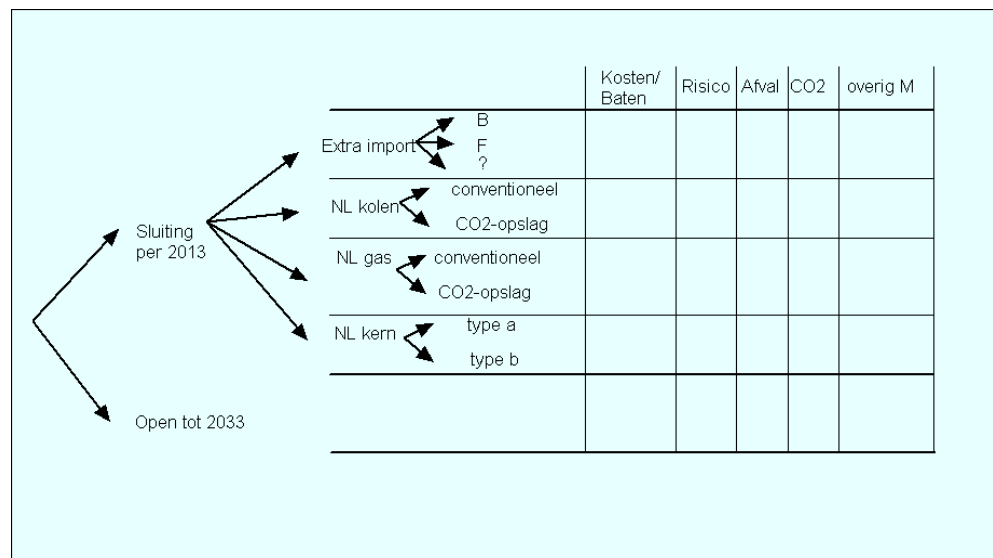 Kosten/
Baten
Risico
Afval
CO2
overig M
Extra import
B
F
?
NL kolen
conventioneel
CO2-opslag
Sluiting
per 2013
NL gas
conventioneel
CO2-opslag
NL kern
type a
type b
Open tot 2033